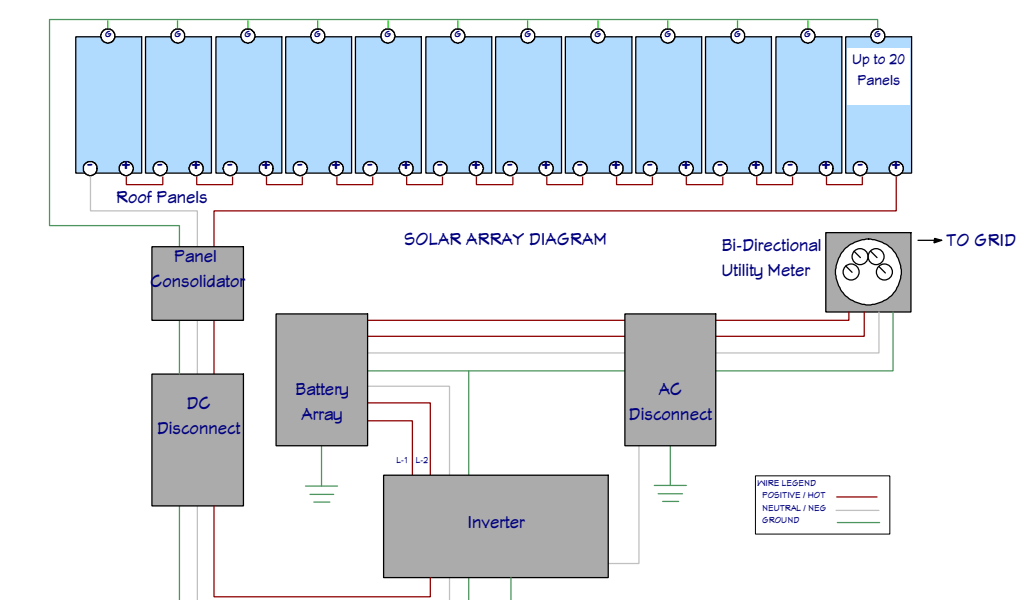 G G G G G G G G G G G G
Up to 20
Panels
- + - + - + - + - + - + - + - + - + - + - + - +
Roof Panels
SOLAR ARRAY DIAGRAM
Bi-Directional
Utility Meter
TO GRID
Panel
Consolidator
Battery
Array
AC
Disconnect
DC
Disconnect
L-1 L-2
Inverter
WIRE LEGEND
POSITIVE / HOT
NEUTRAL / NEG
GROUND